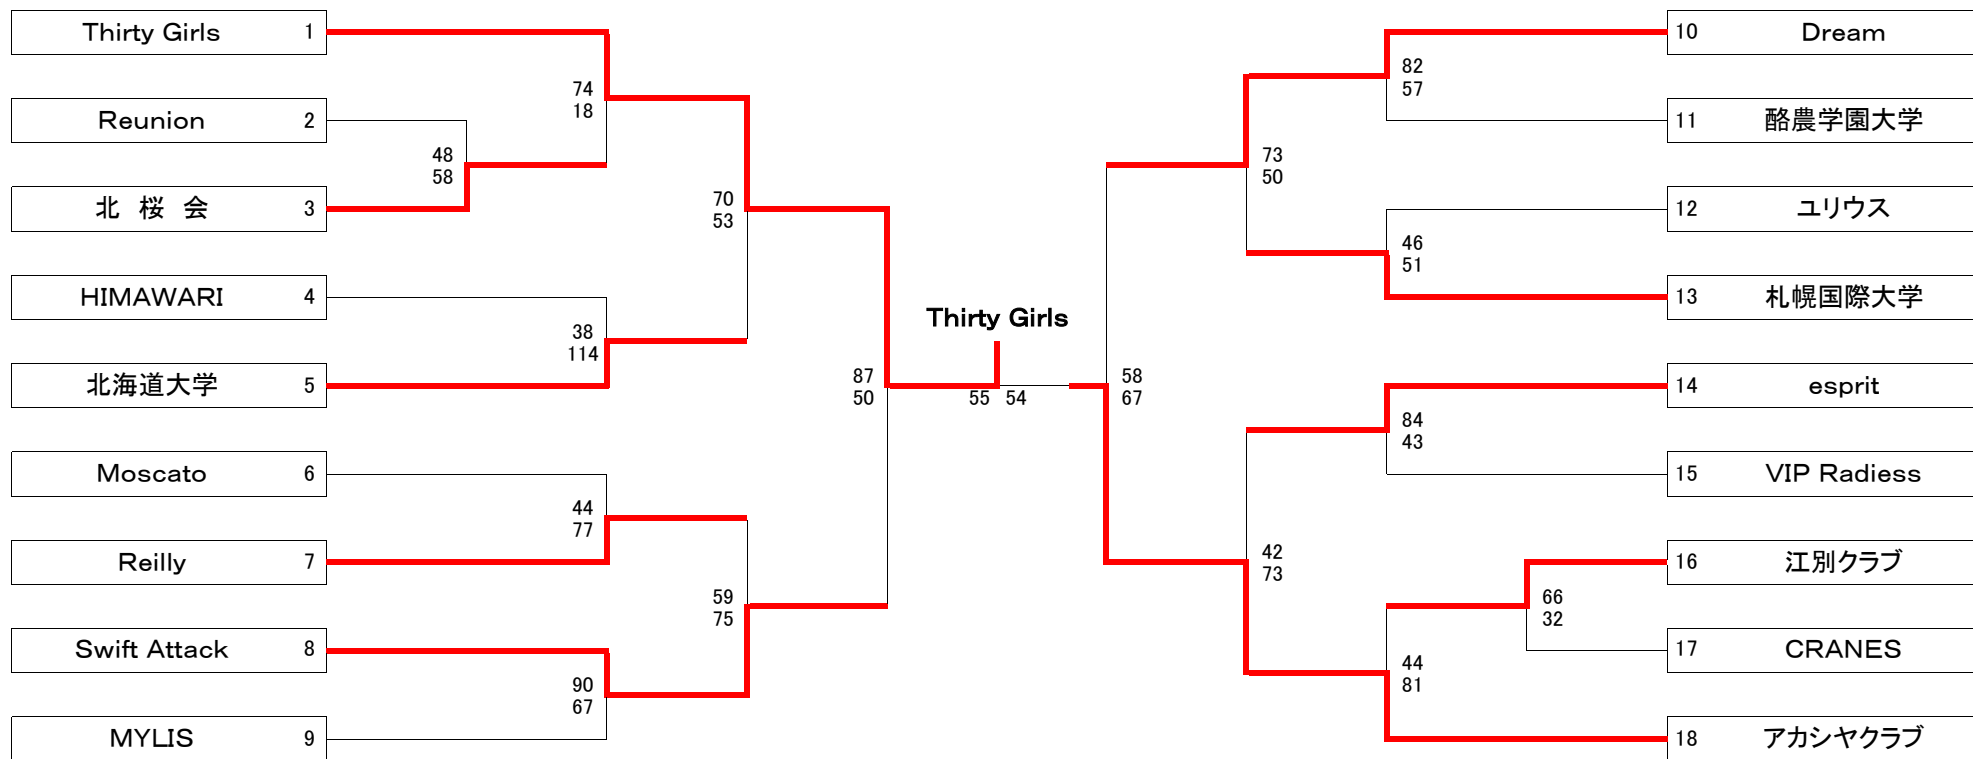 Thirty Girls 1
74
18
Reunion 2
48
58
北 桜 会 3
70
53
HIMAWARI 4
38
114
北海道大学 5
87
50
Moscato 6
44
77
Reilly 7
59
75
Swift Attack 8
90
67
MYLIS 9
Thirty Girls
55 54
10 Dream
82
57
11 酪農学園大学
73
50
12 ユリウス
46
51
13 札幌国際大学
58
67
14 esprit
84
43
15 VIP Radiess
42
73
16 江別クラブ
66
32
17 CRANES
44
81
18 アカシヤクラブ